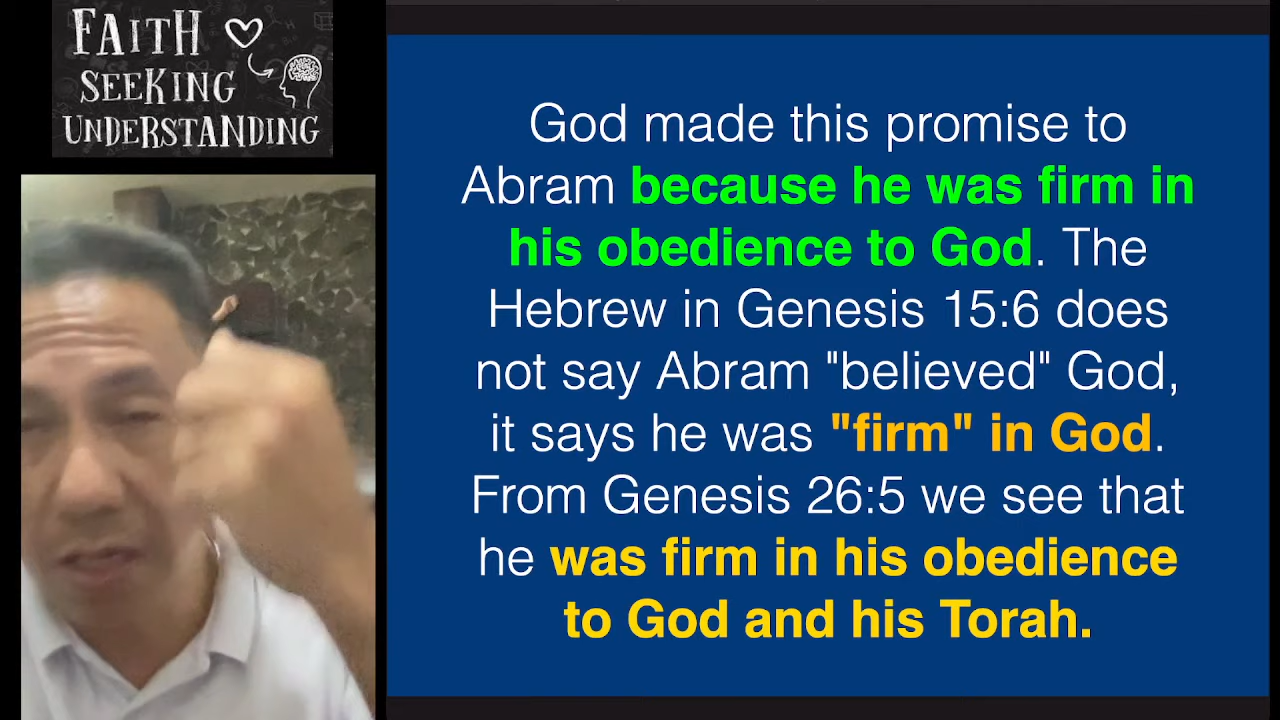 FAITH
SEEKING
UNDERSTANDING
God made this promise to
Abram because he was firm in
his obedience to God. The
Hebrew in Genesis 15:6 does
not say Abram "believed" God,
it says he was "firm" in God.
From Genesis 26:5 we see that
he was firm in his obedience
to God and his Torah.